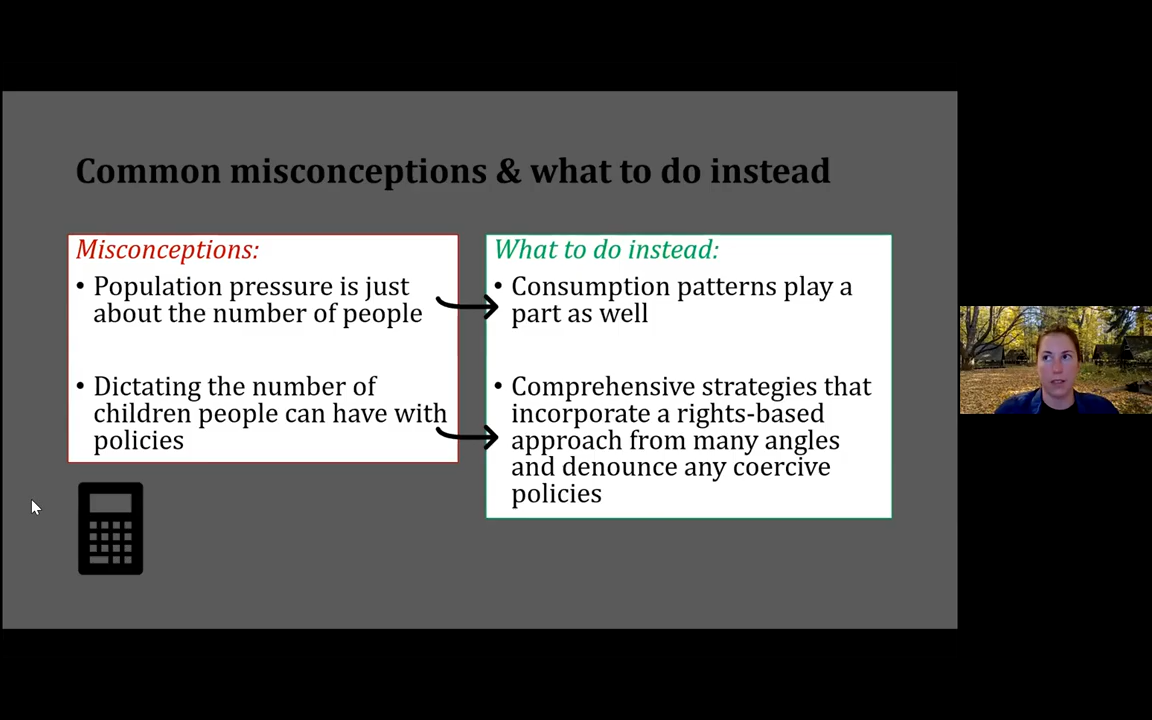 Common misconceptions & what to do instead
Misconceptions:
• Population pressure is just
about the number of people
• Dictating the number of
children people can have with
policies
What to do instead:
• Consumption patterns play a
part as well
• Comprehensive strategies that
incorporate a rights-based
approach from many angles
and denounce any coercive
policies